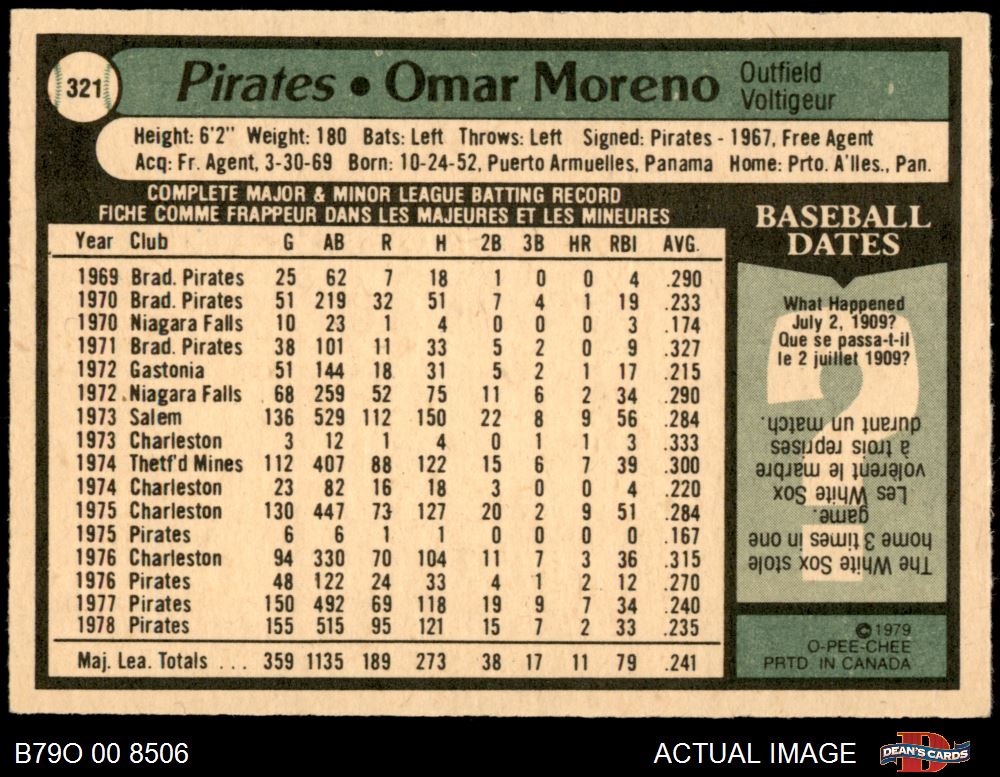 321
Pirates • Omar Moreno
Outfield
Voltigeur
Height: 6'2" Weight: 180 Bats: Left Throws: Left Signed: Pirates - 1967, Free Agent
Acq: Fr. Agent, 3-30-69 Born: 10-24-52, Puerto Armuelles, Panama Home: Prto. A'lles., Pan.
COMPLETE MAJOR & MINOR LEAGUE BATTING RECORD
FICHE COMME FRAPPEUR DANS LES MAJEURES ET LES MINEURES
Year Club G AB R H 2B 3B HR RBI AVG.
1969 Brad. Pirates 25 62 7 18 1 0 0 4 .290
1970 Brad. Pirates 51 219 32 51 7 4 1 19 .233
1970 Niagara Falls 10 23 1 4 0 0 0 3 .174
1971 Brad. Pirates 38 101 11 33 5 2 0 9 .327
1972 Gastonia 51 144 18 31 5 2 1 17 .215
1972 Niagara Falls 68 259 52 75 11 6 2 34 .290
1973 Salem 136 529 112 150 22 8 9 56 .284
1973 Charleston 3 12 1 4 0 1 1 3 .333
1974 Thetf'd Mines 112 407 88 122 15 6 7 39 .300
1974 Charleston 23 82 16 18 3 0 0 4 .220
1975 Charleston 130 447 73 127 20 2 9 51 .284
1975 Pirates 6 6 1 1 0 0 0 0 .167
1976 Charleston 94 330 70 104 11 7 3 36 .315
1976 Pirates 48 122 24 33 4 1 2 12 .270
1977 Pirates 150 492 69 118 19 9 7 34 .240
1978 Pirates 155 515 95 121 15 7 2 33 .235
Maj. Lea. Totals ... 359 1135 189 273 38 17 11 79 .241
BASEBALL
DATES
What Happened
July 2, 1909?
Que se passa-t-il
le 2 juillet 1909?
The White Sox stole
home 3 times in one
game.
Les White Sox
volèrent le marbre
à trois reprises
durant un match.
©1979
O-PEE-CHEE
PRTD. IN CANADA
B79O 00 8506
ACTUAL IMAGE
DEAN'S CARDS